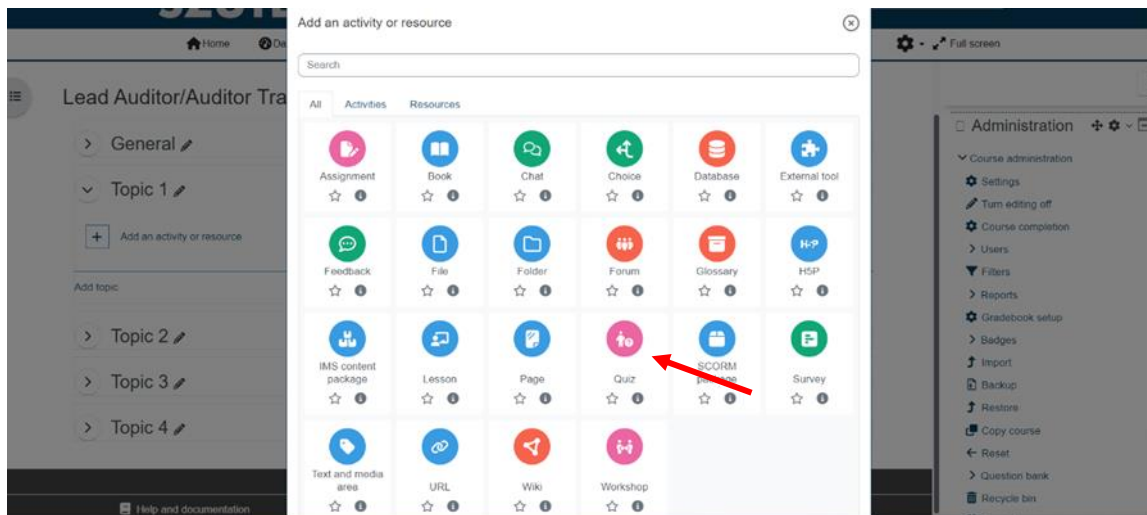 Add an activity or resource
Home
Full screen
Search
Lead Auditor/Auditor Tra
All Activities Resources
General
Topic 1
Add an activity or resource
Add topic
Topic 2
Topic 3
Topic 4
Help and documentation
Assignment Book Chat Choice Database External tool
Feedback File Folder Forum Glossary H5P
IMS content
package Lesson Page Quiz SCORM
Survey
Text and media
area URL Wiki Workshop
H5P
Administration
Course administration
Settings
Turn editing off
Course completion
Users
Filters
Reports
Gradebook setup
Badges
Import
Backup
Restore
Copy course
Reset
Question bank
Recycle bin